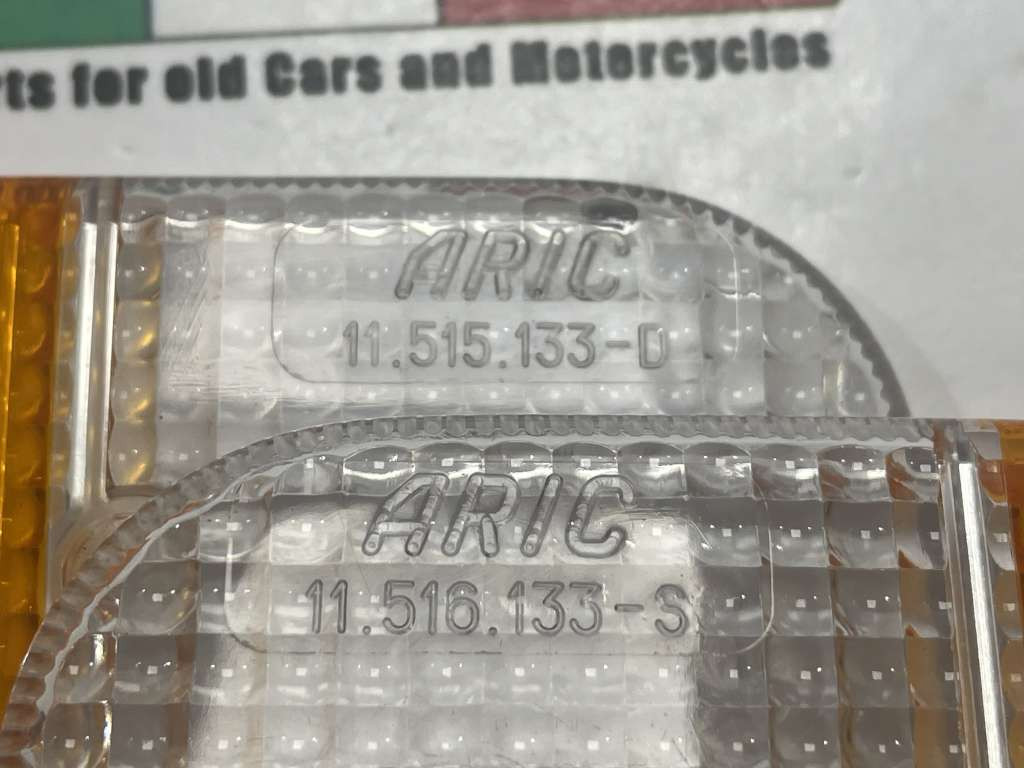 rts for old Cars and Motorcycles
ARIC
11.515.133-D
ARIC
11.516.133-S